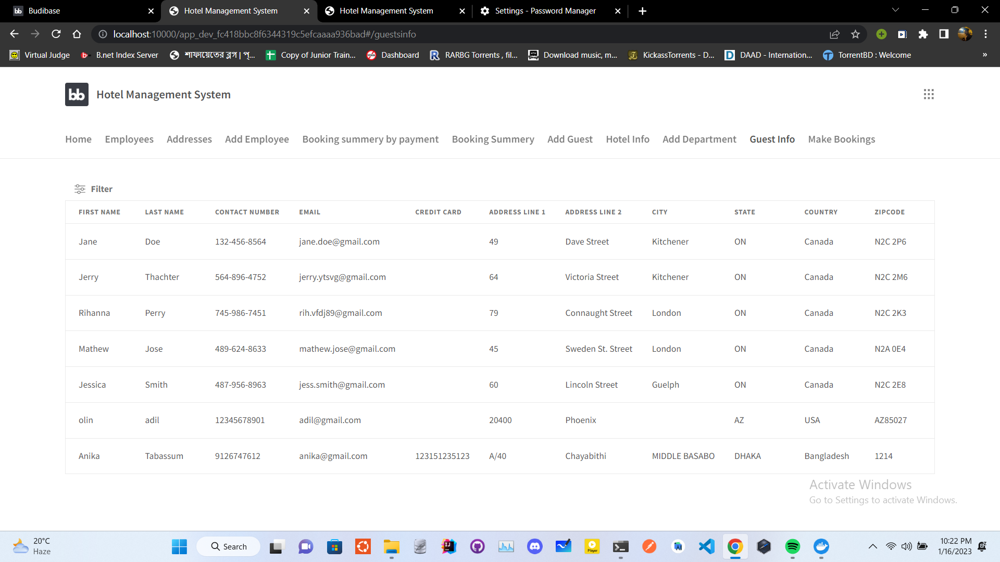 Budibase Hotel Management System Hotel Management System Settings - Password Manager
localhost:10000/app_dev_fc418bbc8f6344319c5efcaaaa936bad#/guestsinfo
Virtual Judge B.net Index Server শাফায়েতের ব্লগ | প্... Copy of Junior Train... Dashboard RARBG Torrents , fil... Download music, m... KickassTorrents - D... DAAD - Internation... TorrentBD : Welcome »
bb Hotel Management System
Home Employees Addresses Add Employee Booking summery by payment Booking Summery Add Guest Hotel Info Add Department Guest Info Make Bookings
Filter
FIRST NAME LAST NAME CONTACT NUMBER EMAIL CREDIT CARD ADDRESS LINE 1 ADDRESS LINE 2 CITY STATE COUNTRY ZIPCODE
Jane Doe 132-456-8564 jane.doe@gmail.com 49 Dave Street Kitchener ON Canada N2C 2P6
Jerry Thachter 564-896-4752 jerry.ytsvg@gmail.com 64 Victoria Street Kitchener ON Canada N2C 2M6
Rihanna Perry 745-986-7451 rih.vfdj89@gmail.com 79 Connaught Street London ON Canada N2C 2K3
Mathew Jose 489-624-8633 mathew.jose@gmail.com 45 Sweden St. Street London ON Canada N2A 0E4
Jessica Smith 487-956-8963 jess.smith@gmail.com 60 Lincoln Street Guelph ON Canada N2C 2E8
olin adil 12345678901 adil@gmail.com 20400 Phoenix AZ USA AZ85027
Anika Tabassum 9126747612 anika@gmail.com 123151235123 A/40 Chayabithi MIDDLE BASABO DHAKA Bangladesh 1214
Activate Windows
Go to Settings to activate Windows.
20°C
Haze
Search
Player
10:22 PM
1/16/2023